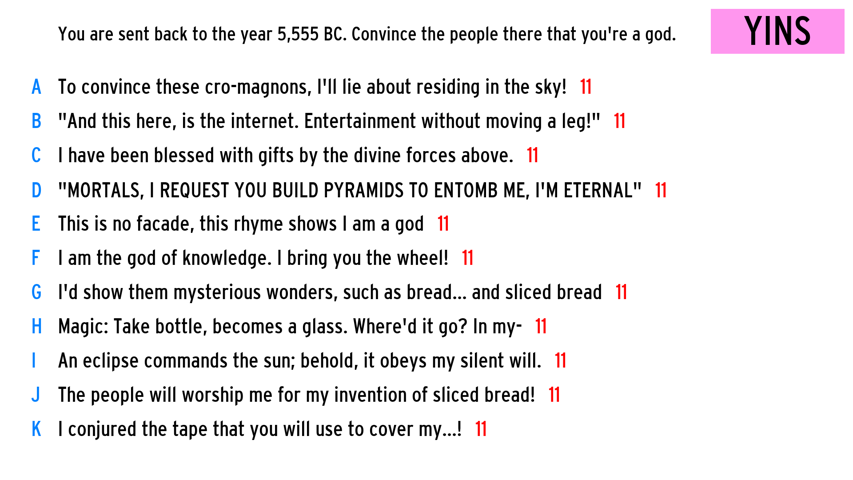 You are sent back to the year 5,555 BC. Convince the people there that you're a god. YINS
A To convince these cro-magnons, I'll lie about residing in the sky! 11
B "And this here, is the internet. Entertainment without moving a leg!" 11
C I have been blessed with gifts by the divine forces above. 11
D "MORTALS, I REQUEST YOU BUILD PYRAMIDS TO ENTOMB ME, I'M ETERNAL" 11
E This is no facade, this rhyme shows I am a god 11
F I am the god of knowledge. I bring you the wheel! 11
G I'd show them mysterious wonders, such as bread... and sliced bread 11
H Magic: Take bottle, becomes a glass. Where'd it go? In my- 11
I An eclipse commands the sun; behold, it obeys my silent will. 11
J The people will worship me for my invention of sliced bread! 11
K I conjured the tape that you will use to cover my...! 11